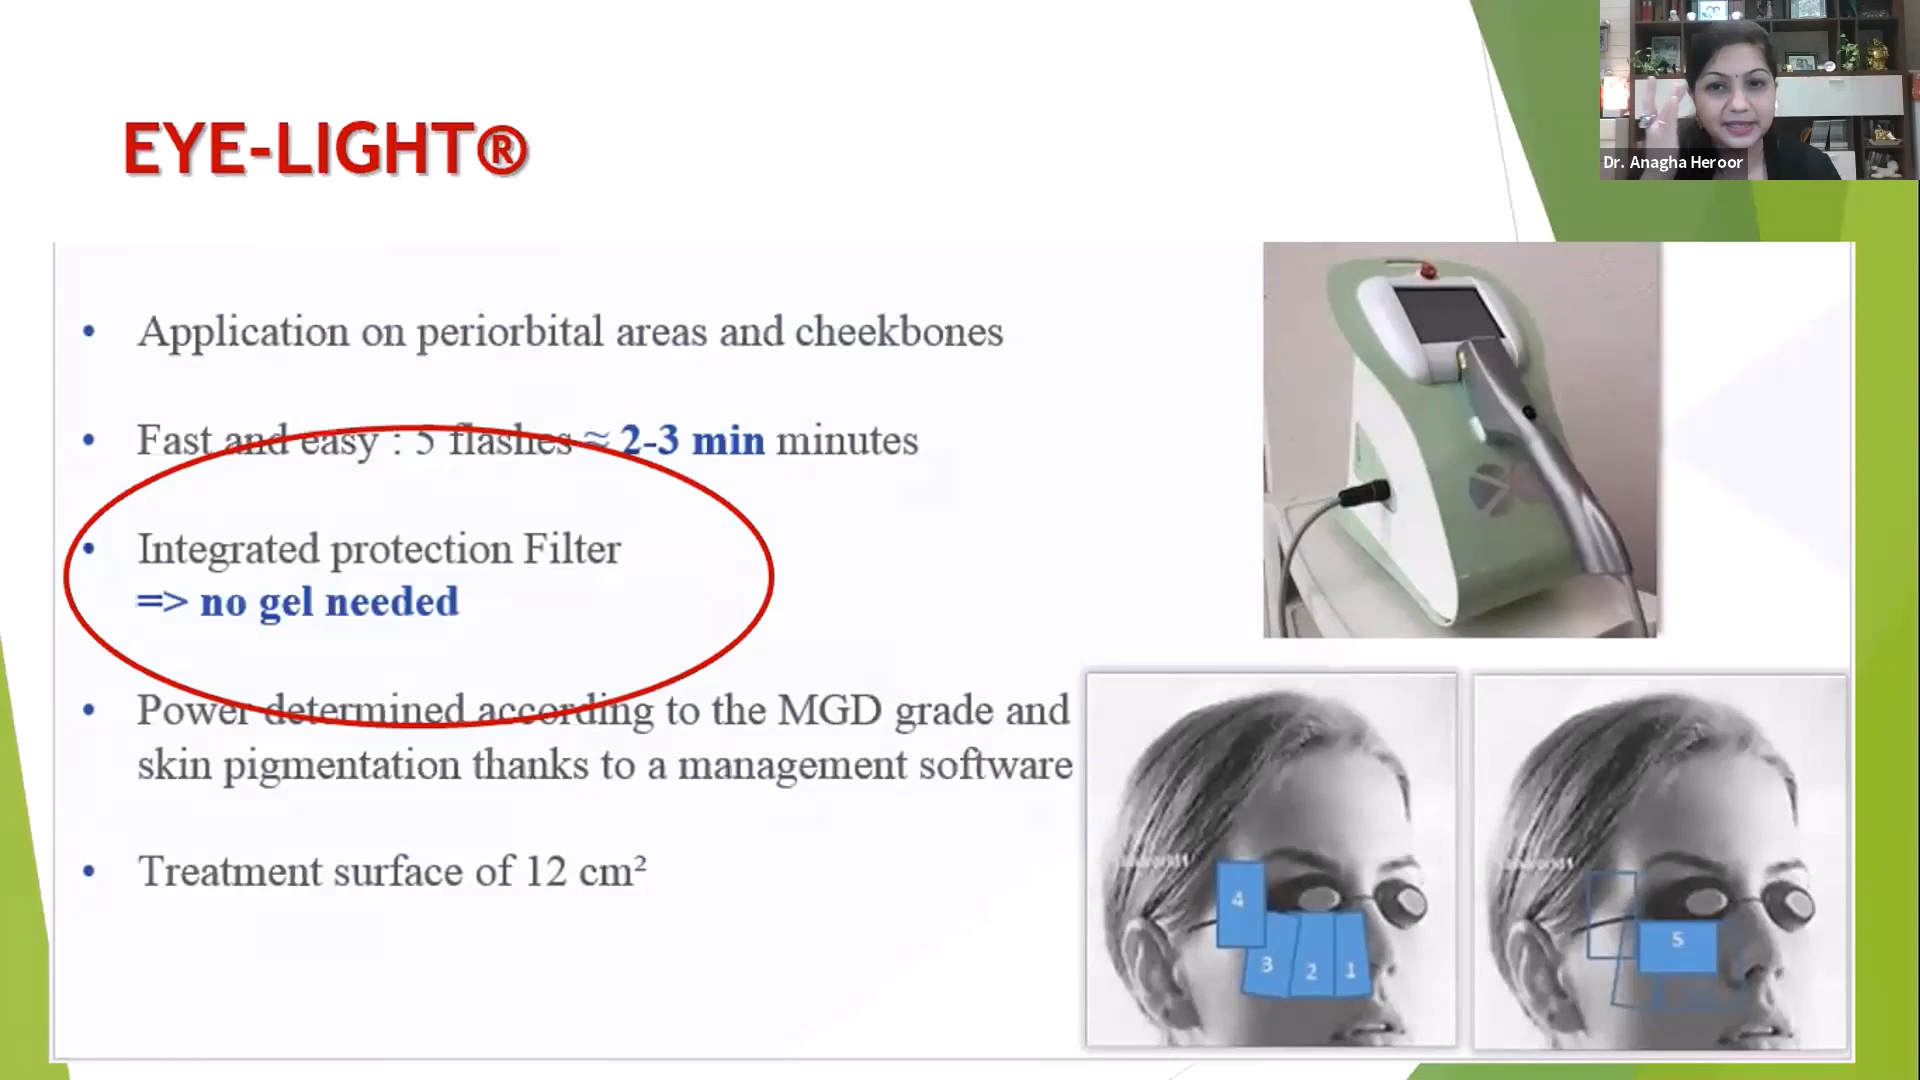 Dr. Anagha Heroor
EYE-LIGHT®
• Application on periorbital areas and cheekbones
• Fast and easy : 5 flashes ≈ 2-3 min minutes
• Integrated protection Filter
=> no gel needed
• Power determined according to the MGD grade and
skin pigmentation thanks to a management software
• Treatment surface of 12 cm²
4
3
2
1
5